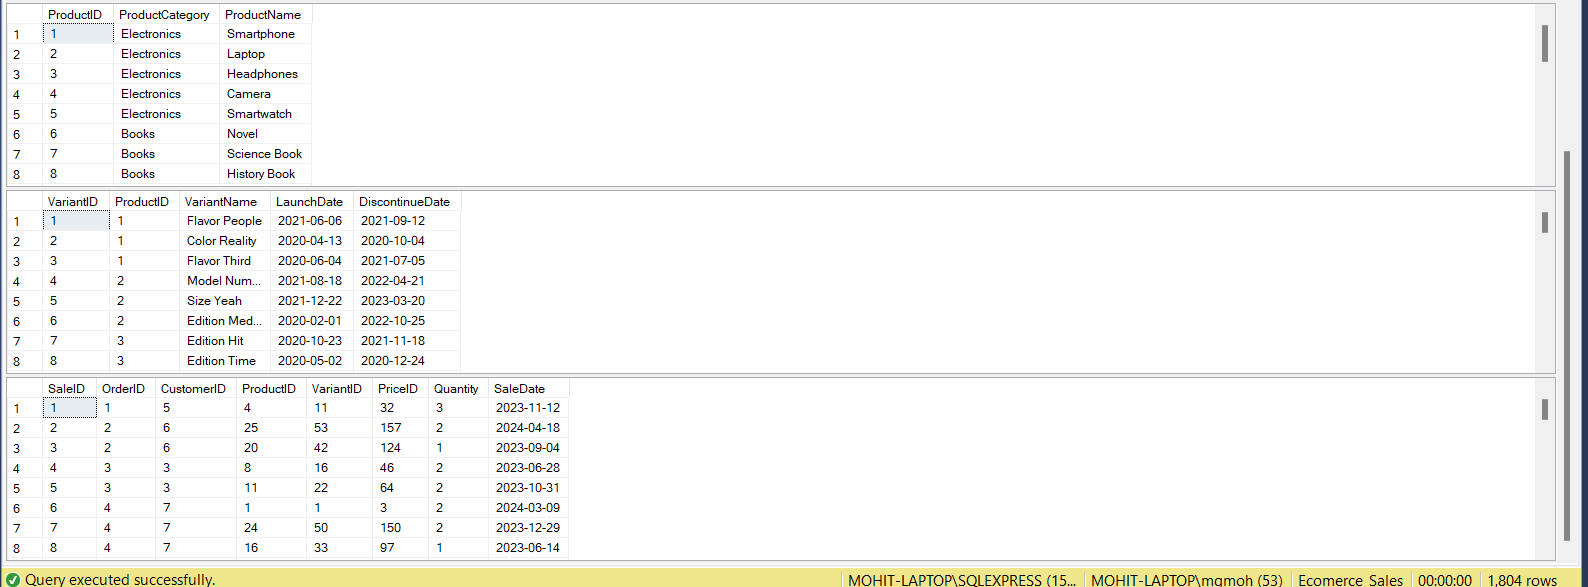 ProductID ProductCategory ProductName
1 1 Electronics Smartphone
2 2 Electronics Laptop
3 3 Electronics Headphones
4 4 Electronics Camera
5 5 Electronics Smartwatch
6 6 Books Novel
7 7 Books Science Book
8 8 Books History Book
VariantID ProductID VariantName LaunchDate DiscontinueDate
1 1 1 Flavor People 2021-06-06 2021-09-12
2 2 1 Color Reality 2020-04-13 2020-10-04
3 3 1 Flavor Third 2020-06-04 2021-07-05
4 4 2 Model Num... 2021-08-18 2022-04-21
5 5 2 Size Yeah 2021-12-22 2023-03-20
6 6 2 Edition Med... 2020-02-01 2022-10-25
7 7 3 Edition Hit 2020-10-23 2021-11-18
8 8 3 Edition Time 2020-05-02 2020-12-24
SaleID OrderID CustomerID ProductID VariantID PriceID Quantity SaleDate
1 1 1 5 4 11 32 3 2023-11-12
2 2 2 6 25 53 157 2 2024-04-18
3 3 2 6 20 42 124 1 2023-09-04
4 4 3 3 8 16 46 2 2023-06-28
5 5 3 3 11 22 64 2 2023-10-31
6 6 4 7 1 1 3 2 2024-03-09
7 7 4 7 24 50 150 2 2023-12-29
8 8 4 7 16 33 97 1 2023-06-14
Query executed successfully. MOHIT-LAPTOP\SQLEXPRESS (15... MOHIT-LAPTOP\mgmoh (53) Ecomerce Sales 00:00:00 1,804 rows